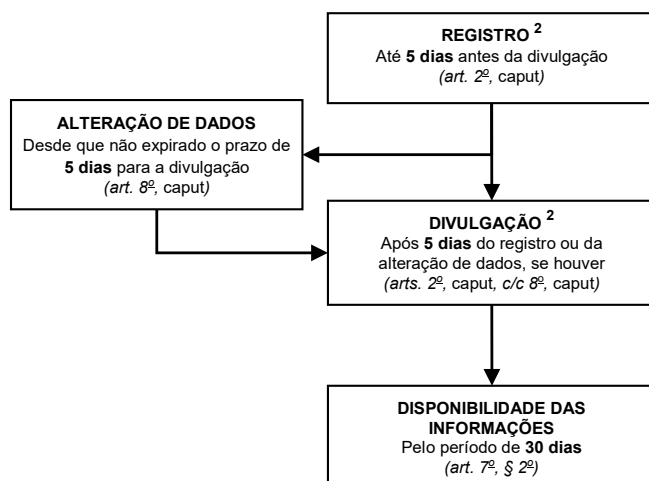 REGISTRO 2
Até 5 dias antes da divulgação
(art. 2º, caput)
ALTERAÇÃO DE DADOS
Desde que não expirado o prazo de
5 dias para a divulgação
(art. 8º, caput)
DIVULGAÇÃO 2
Após 5 dias do registro ou da
alteração de dados, se houver
(arts. 2º, caput, c/c 8º, caput)
DISPONIBILIDADE DAS
INFORMAÇÕES
Pelo período de 30 dias
(art. 7º, § 2º)